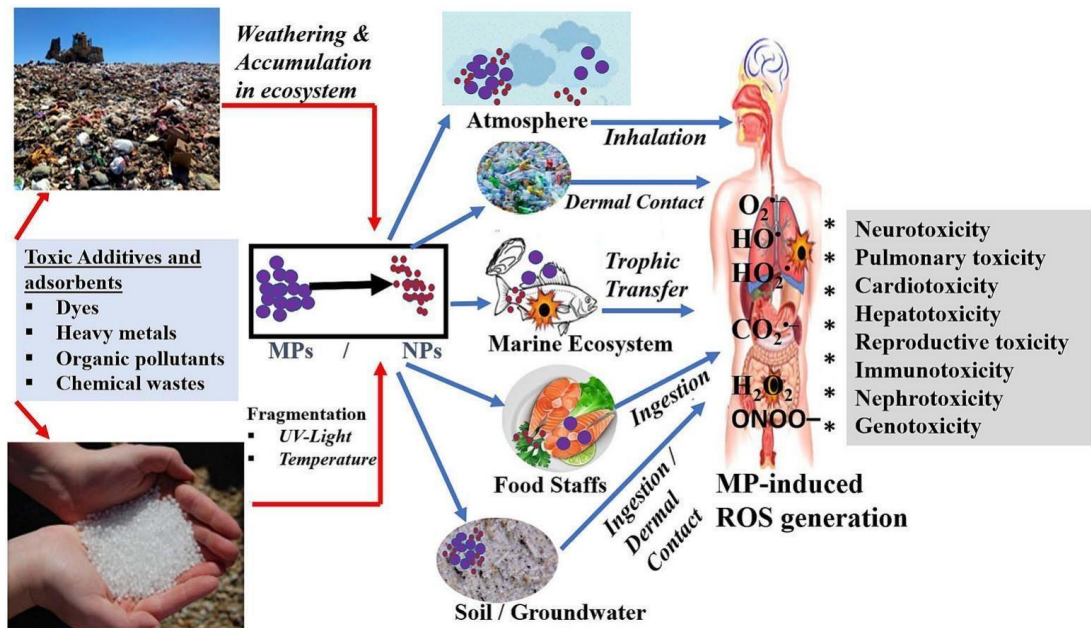 Weathering &
Accumulation
in ecosystem
Atmosphere
Inhalation
Dermal Contact
Toxic Additives and
adsorbents
▪ Dyes
▪ Heavy metals
▪ Organic pollutants
▪ Chemical wastes
MPs / NPs
Trophic
Transfer
Marine Ecosystem
Fragmentation
▪ UV-Light
▪ Temperature
Food Staffs
Ingestion
Soil / Groundwater
Ingestion /
Dermal
Contact
O₂•
HO•
HO₂•
CO₂•-
H₂O₂
ONOO–
MP-induced
ROS generation
* Neurotoxicity
* Pulmonary toxicity
* Cardiotoxicity
* Hepatotoxicity
* Reproductive toxicity
* Immunotoxicity
* Nephrotoxicity
Genotoxicity